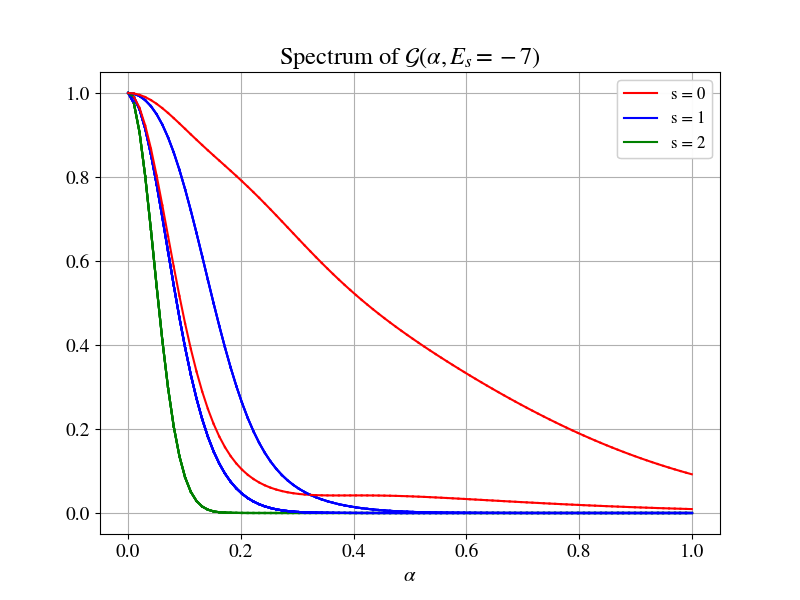 Spectrum of 𝒢(α, E_s = −7)
s = 0
s = 1
s = 2
1.0
0.8
0.6
0.4
0.2
0.0
0.0 0.2 0.4 0.6 0.8 1.0
α